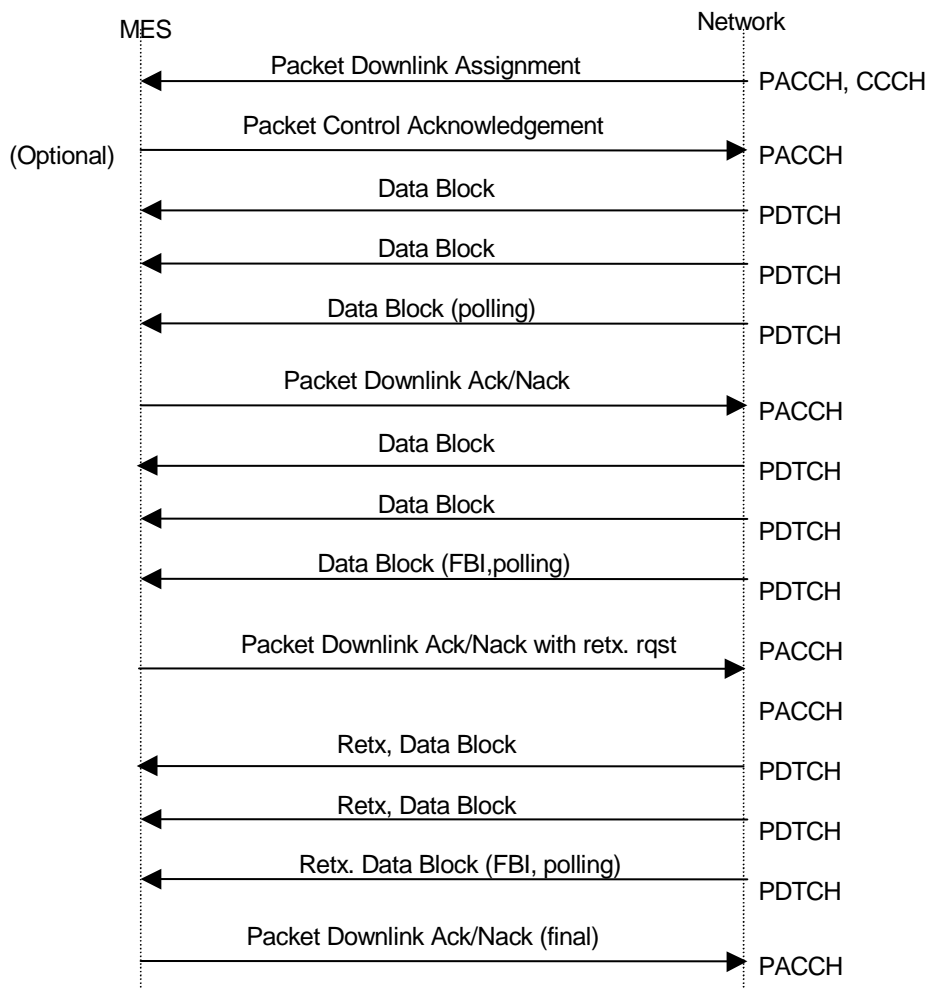 MES Network
Packet Downlink Assignment PACCH, CCCH
Packet Control Acknowledgement
(Optional) PACCH
Data Block
PDTCH
Data Block
PDTCH
Data Block (polling)
PDTCH
Packet Downlink Ack/Nack
PACCH
Data Block
PDTCH
Data Block
PDTCH
Data Block (FBI,polling)
PDTCH
Packet Downlink Ack/Nack with retx. rqst PACCH
PACCH
Retx, Data Block
PDTCH
Retx, Data Block
PDTCH
Retx. Data Block (FBI, polling)
PDTCH
Packet Downlink Ack/Nack (final)
PACCH